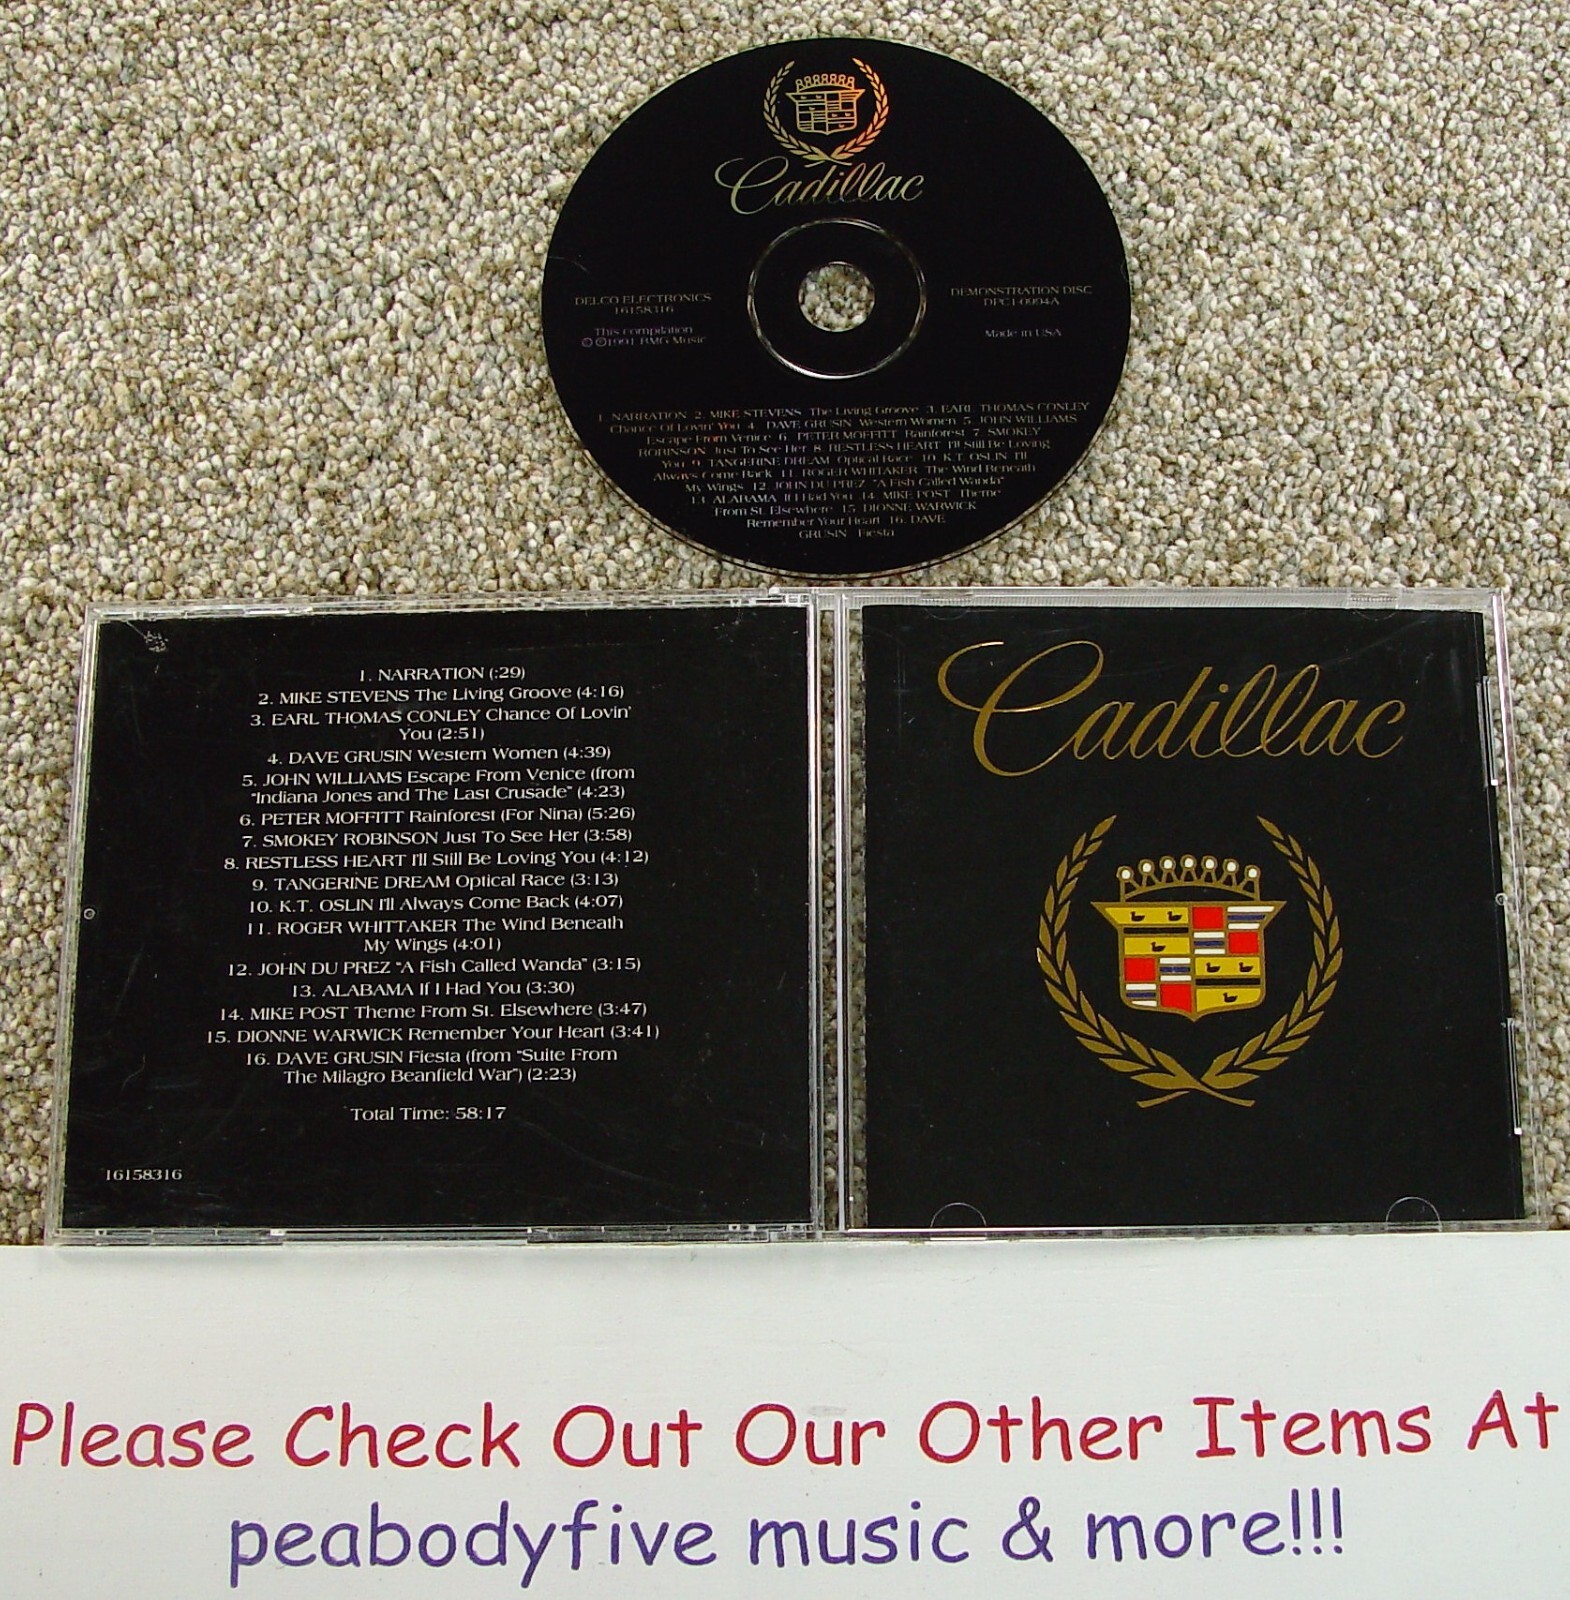 Cadillac
DELCO ELECTRONICS
16158316
This compilation
© ℗1991 BMG Music
DEMONSTRATION DISC
DPC1-0994A
Made in USA
1. NARRATION 2. MIKE STEVENS The Living Groove 3. EARL THOMAS CONLEY
Chance Of Lovin' You 4. DAVE GRUSIN Western Women 5. JOHN WILLIAMS
Escape From Venice 6. PETER MOFFITT Rainforest 7. SMOKEY
ROBINSON Just To See Her 8. RESTLESS HEART I'll Still Be Loving
You 9. TANGERINE DREAM Optical Race 10. K.T. OSLIN I'll
Always Come Back 11. ROGER WHITAKER The Wind Beneath
My Wings 12. JOHN DU PREZ "A Fish Called Wanda"
13. ALABAMA If I Had You 14. MIKE POST Theme
From St. Elsewhere 15. DIONNE WARWICK
Remember Your Heart 16. DAVE
GRUSIN Fiesta
1. NARRATION (:29)
2. MIKE STEVENS The Living Groove (4:16)
3. EARL THOMAS CONLEY Chance Of Lovin'
You (2:51)
4. DAVE GRUSIN Western Women (4:39)
5. JOHN WILLIAMS Escape From Venice (from
"Indiana Jones and The Last Crusade" (4:23)
6. PETER MOFFITT Rainforest (For Nina) (5:26)
7. SMOKEY ROBINSON Just To See Her (3:58)
8. RESTLESS HEART I'll Still Be Loving You (4:12)
9. TANGERINE DREAM Optical Race (3:13)
10. K.T. OSLIN I'll Always Come Back (4:07)
11. ROGER WHITTAKER The Wind Beneath
My Wings (4:01)
12. JOHN DU PREZ "A Fish Called Wanda" (3:15)
13. ALABAMA If I Had You (3:30)
14. MIKE POST Theme From St. Elsewhere (3:47)
15. DIONNE WARWICK Remember Your Heart (3:41)
16. DAVE GRUSIN Fiesta (from "Suite From
The Milagro Beanfield War") (2:23)
Total Time: 58:17
16158316
Cadillac
Please Check Out Our Other Items At
peabodyfive music & more!!!